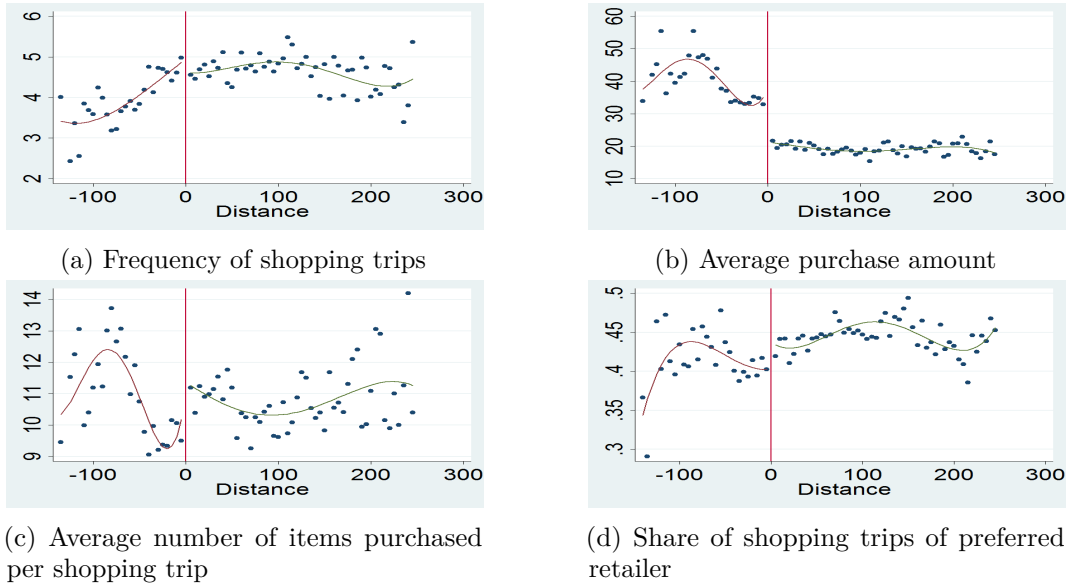 6
5
4
3
2
-100 0 100 200 300
Distance
(a) Frequency of shopping trips
60
50
40
30
20
10
-100 0 100 200 300
Distance
(b) Average purchase amount
14
13
12
11
10
9
-100 0 100 200 300
Distance
(c) Average number of items purchased
per shopping trip
.5
.45
.4
.35
.3
-100 0 100 200 300
Distance
(d) Share of shopping trips of preferred
retailer